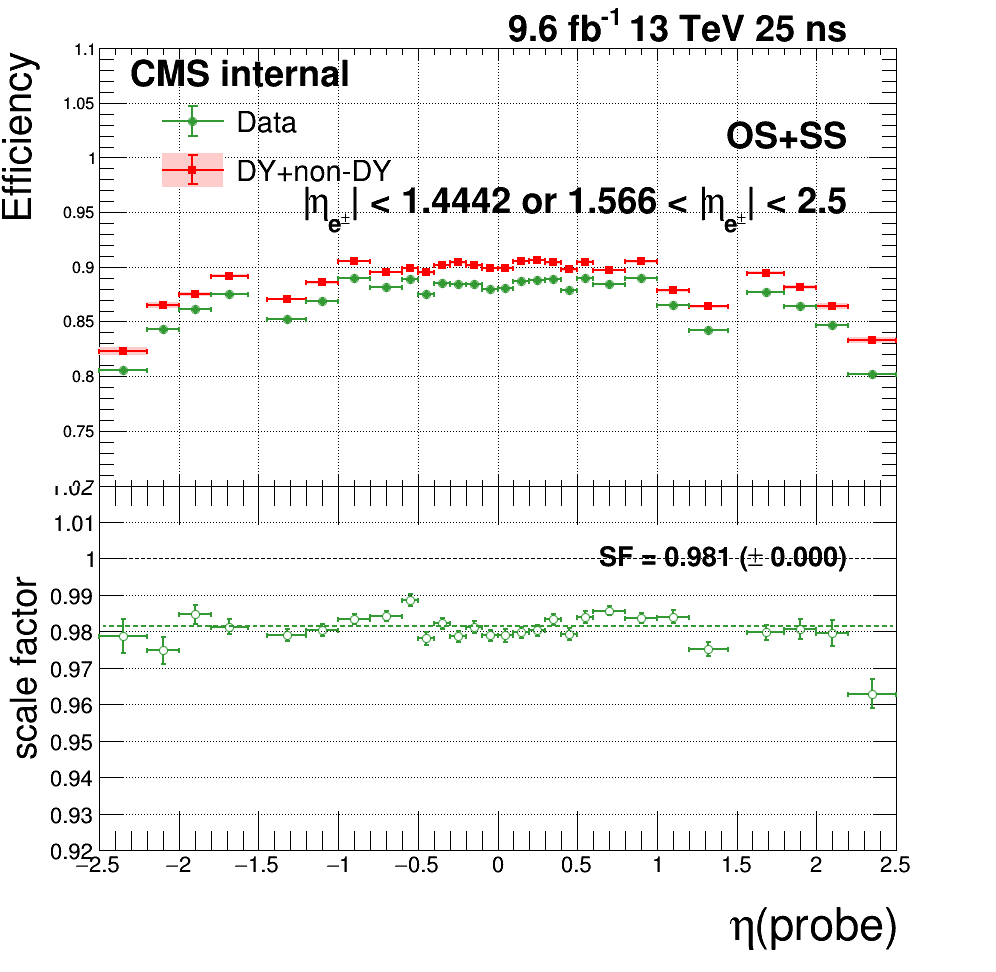 9.6 fb⁻¹ 13 TeV 25 ns
Efficiency
1.1
1.05
1
0.95
0.9
0.85
0.8
0.75
CMS internal
Data
DY+non-DY
OS+SS
|η_e±| < 1.4442 or 1.566 < |η_e±| < 2.5
scale factor
1.02
1.01
1
0.99
0.98
0.97
0.96
0.95
0.94
0.93
0.92
SF = 0.981 (± 0.000)
−2.5 −2 −1.5 −1 −0.5 0 0.5 1 1.5 2 2.5
η(probe)